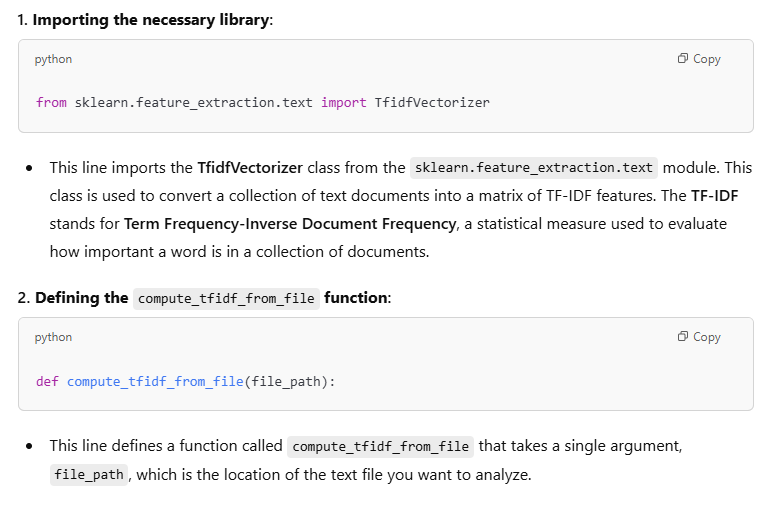 1. Importing the necessary library:
python
Copy
from sklearn.feature_extraction.text import TfidfVectorizer
This line imports the TfidfVectorizer class from the sklearn.feature_extraction.text module. This
class is used to convert a collection of text documents into a matrix of TF-IDF features. The TF-IDF
stands for Term Frequency-Inverse Document Frequency, a statistical measure used to evaluate
how important a word is in a collection of documents.
2. Defining the compute_tfidf_from_file function:
python
Copy
def compute_tfidf_from_file(file_path):
This line defines a function called compute_tfidf_from_file that takes a single argument,
file_path, which is the location of the text file you want to analyze.